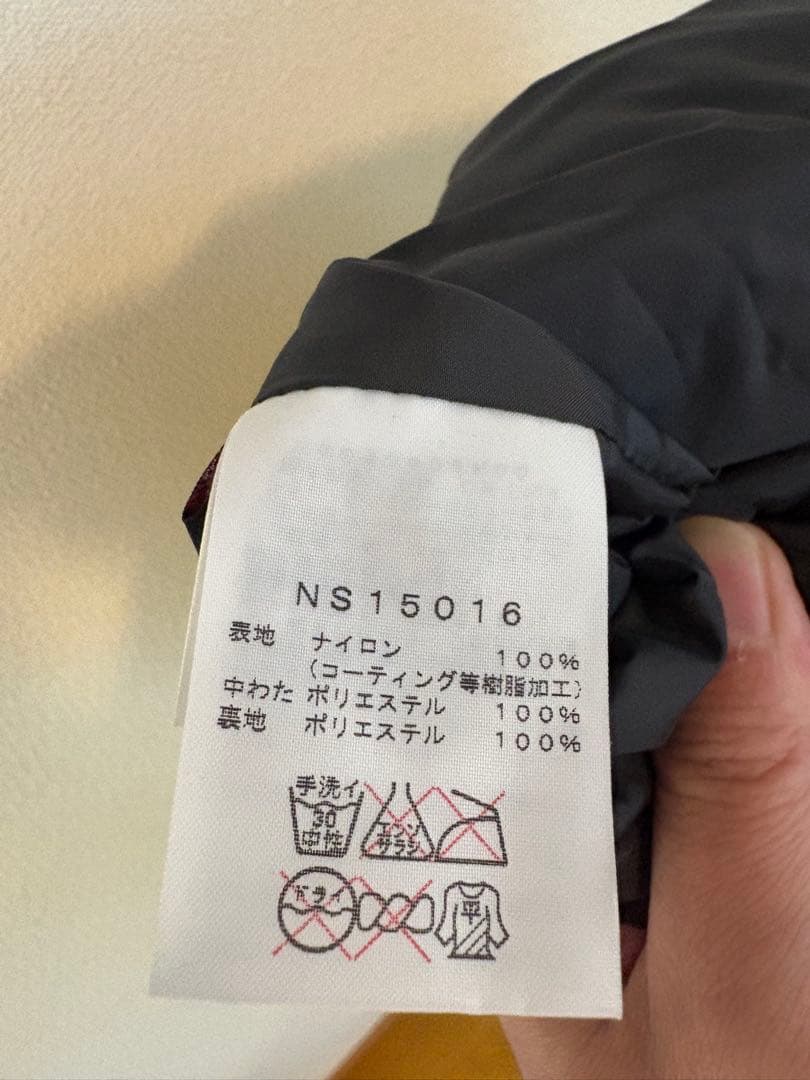 NS15016
表地 ナイロン 100%
(コーティング等樹脂加工)
中わた ポリエステル 100%
裏地 ポリエステル 100%
手洗イ
30
中性
エンソ
サラシ
ドライ
平